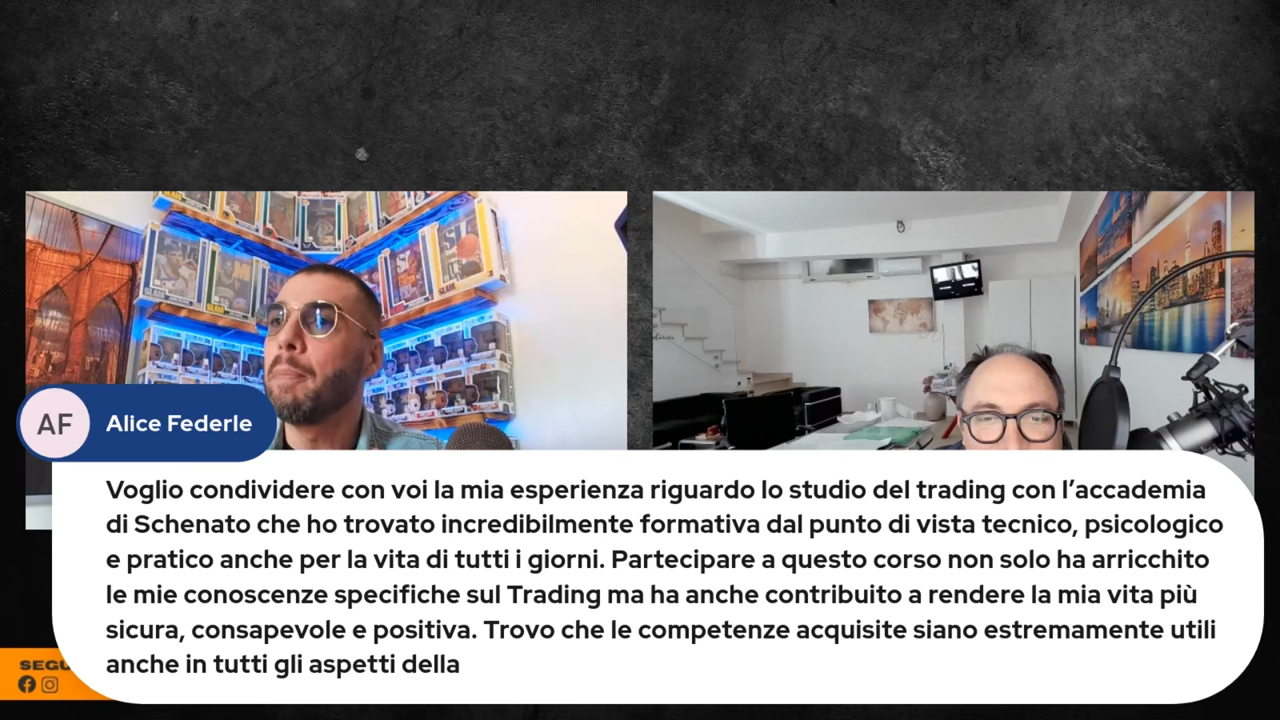 AF
Alice Federle
Voglio condividere con voi la mia esperienza riguardo lo studio del trading con l’accademia
di Schenato che ho trovato incredibilmente formativa dal punto di vista tecnico, psicologico
e pratico anche per la vita di tutti i giorni. Partecipare a questo corso non solo ha arricchito
le mie conoscenze specifiche sul Trading ma ha anche contribuito a rendere la mia vita più
sicura, consapevole e positiva. Trovo che le competenze acquisite siano estremamente utili
anche in tutti gli aspetti della
SEGU